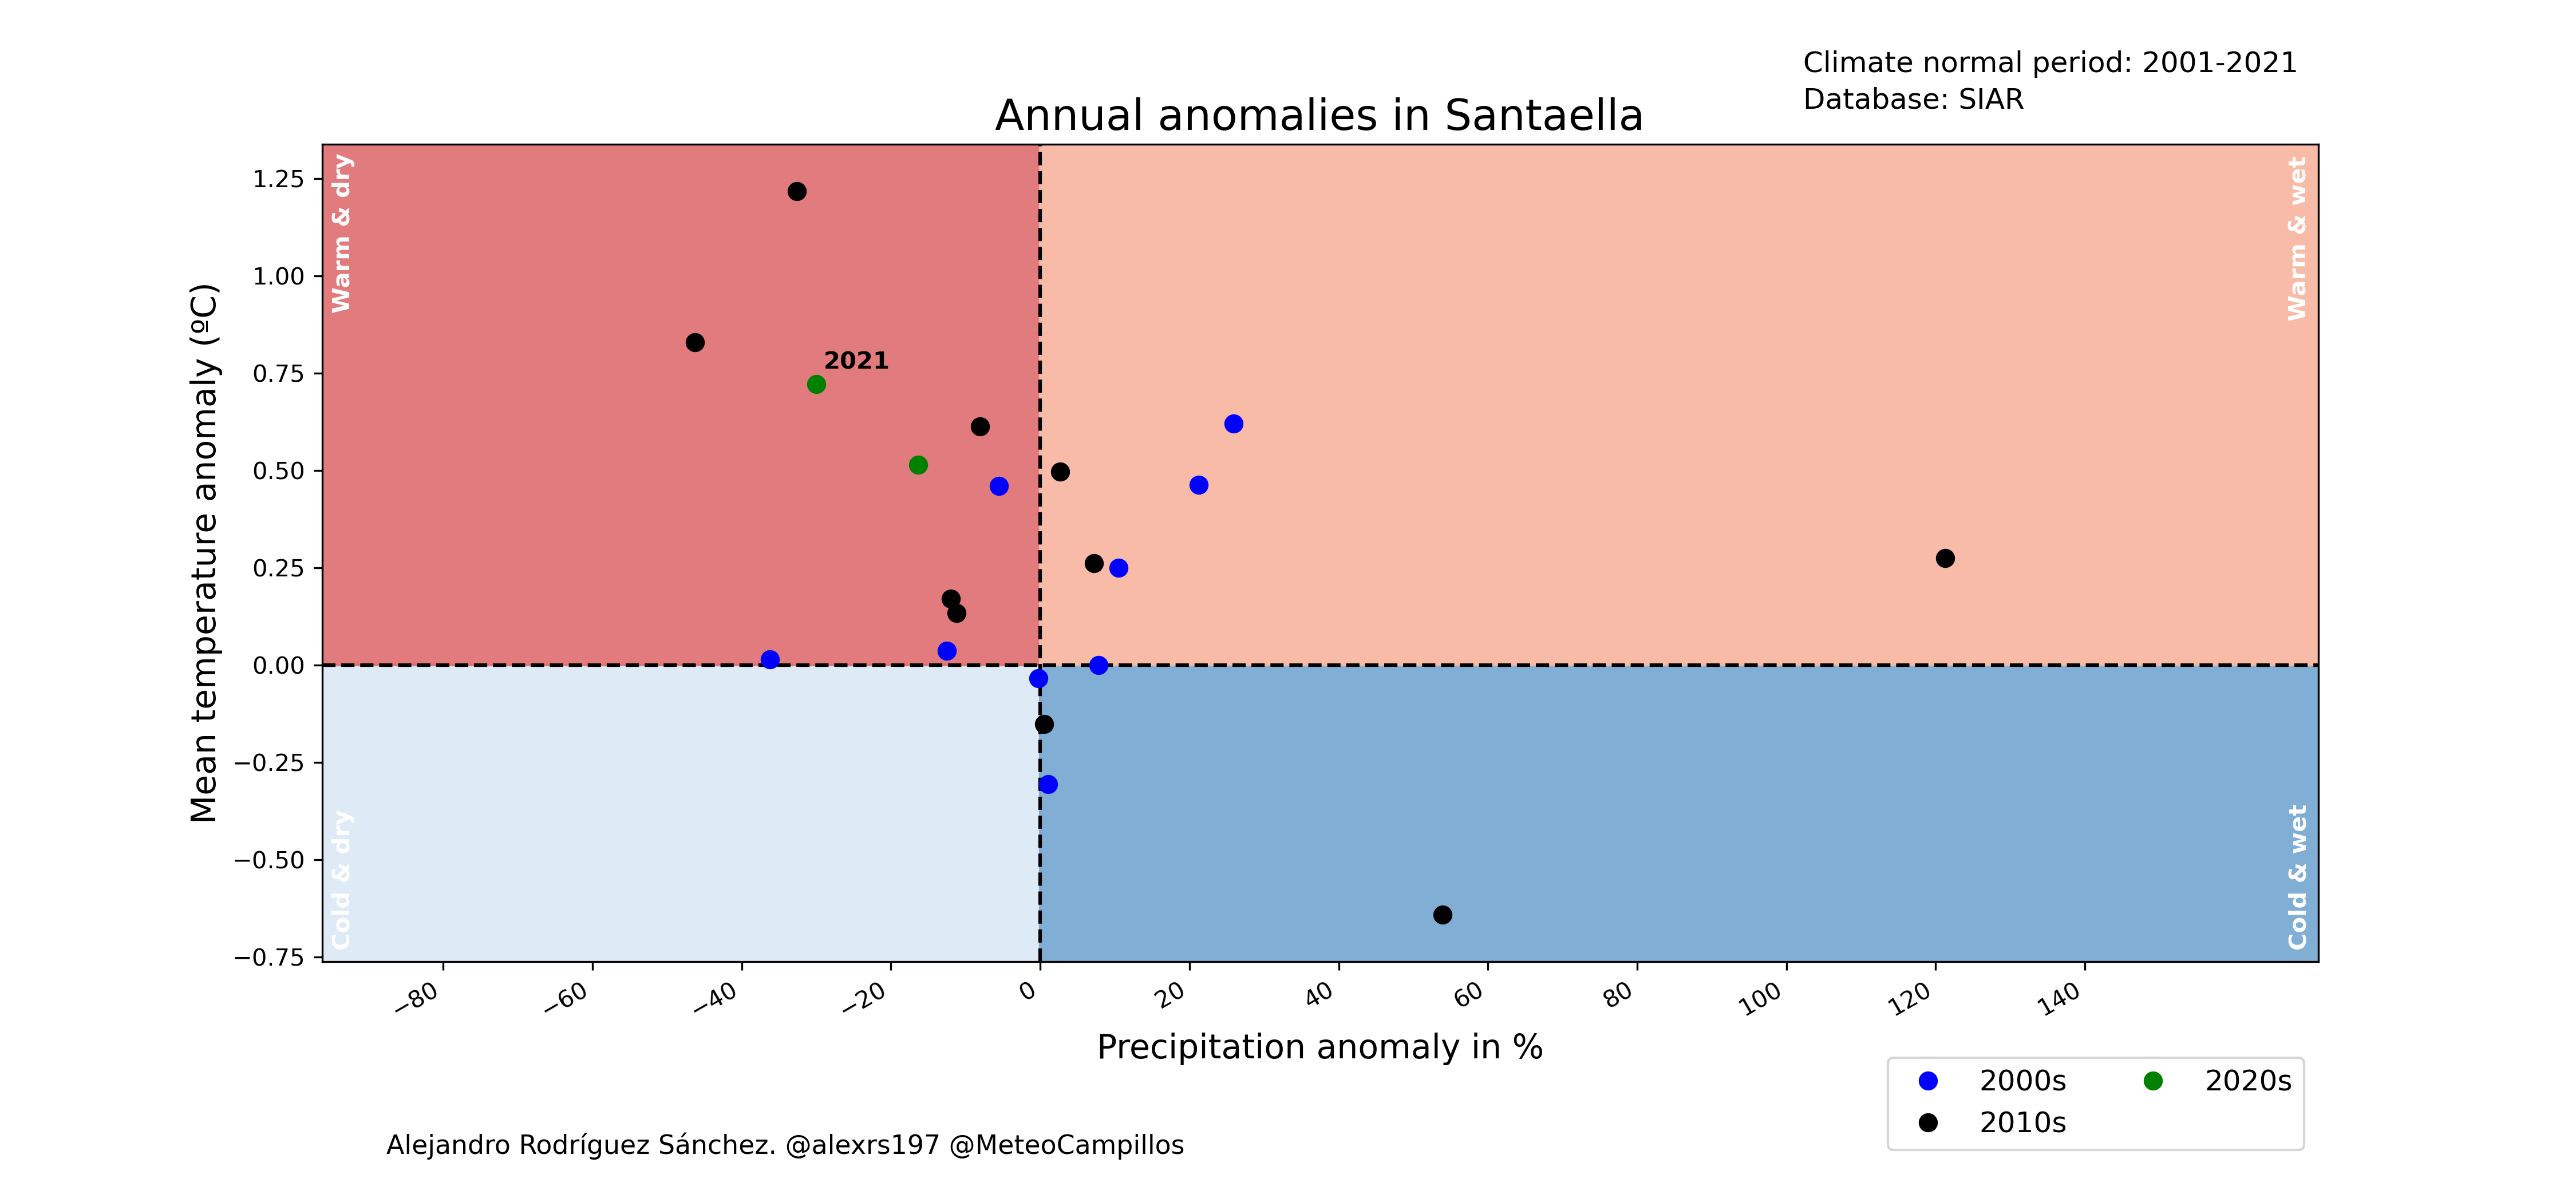 Climate normal period: 2001-2021
Database: SIAR
Annual anomalies in Santaella
Mean temperature anomaly (ºC)
1.25
1.00
0.75
0.50
0.25
0.00
−0.25
−0.50
−0.75
Warm & dry
Warm & wet
2021
Cold & dry
Cold & wet
−80
−60
−40
−20
0
20
40
60
80
100
120
140
Precipitation anomaly in %
2000s
2010s
2020s
Alejandro Rodríguez Sánchez. @alexrs197 @MeteoCampillos